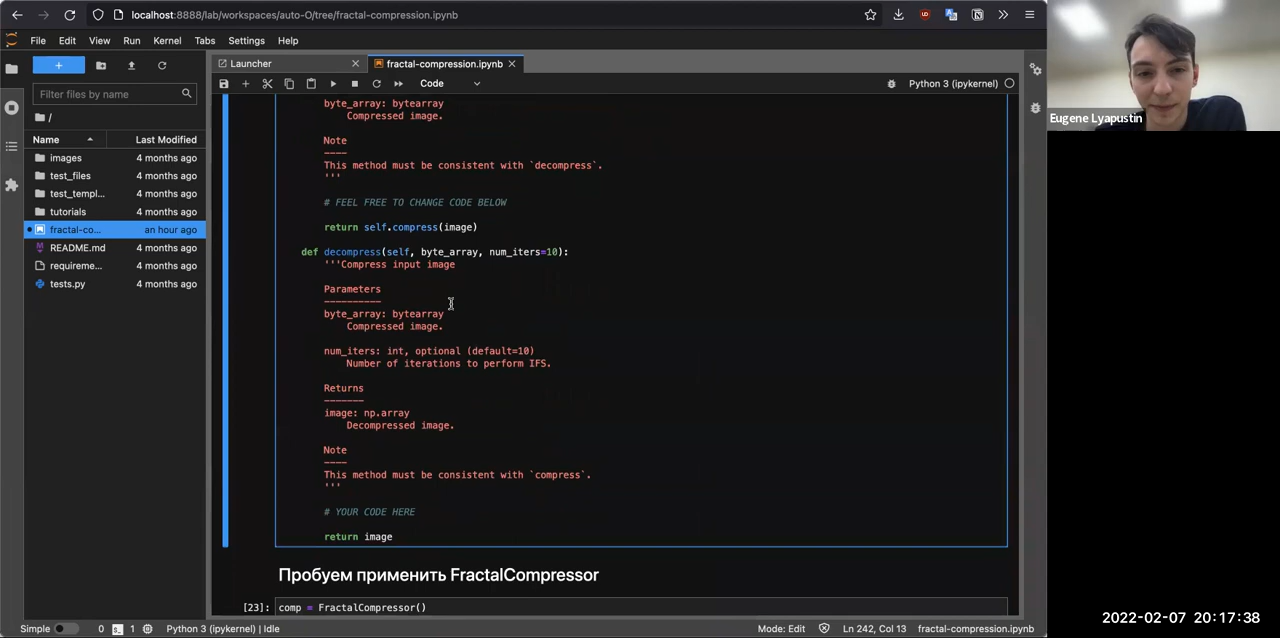 localhost:8888/lab/workspaces/auto-O/tree/fractal-compression.ipynb
File Edit View Run Kernel Tabs Settings Help
Launcher
fractal-compression.ipynb
Code
Python 3 (ipykernel)
Filter files by name
/
Name Last Modified
images 4 months ago
test_files 4 months ago
test_templ... 4 months ago
tutorials 4 months ago
fractal-co... an hour ago
README.md 4 months ago
requireme... 4 months ago
tests.py 4 months ago
byte_array: bytearray
Compressed image.
Note
----
This method must be consistent with `decompress`.
'''
# FEEL FREE TO CHANGE CODE BELOW
return self.compress(image)
def decompress(self, byte_array, num_iters=10):
'''Compress input image
Parameters
----------
byte_array: bytearray
Compressed image.
num_iters: int, optional (default=10)
Number of iterations to perform IFS.
Returns
-------
image: np.array
Decompressed image.
Note
----
This method must be consistent with `compress`.
'''
# YOUR CODE HERE
return image
Пробуем применить FractalCompressor
[23]: comp = FractalCompressor()
Simple 0 1 Python 3 (ipykernel) | Idle
Mode: Edit Ln 242, Col 13 fractal-compression.ipynb
Eugene Lyapustin
2022-02-07 20:17:38